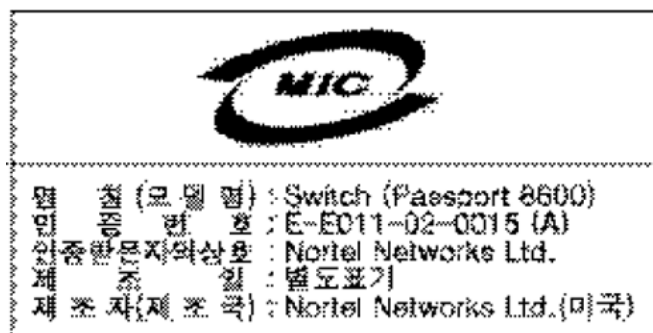 MIC
명 칭 (모 델 명) : Switch (Passport 8600)
인 증 번 호 : E-E011-02-0015 (A)
인증받은자의상호 : Nortel Networks Ltd.
제 조 일 : 별도표기
제 조 자(제 조 국) : Nortel Networks Ltd.(미국)